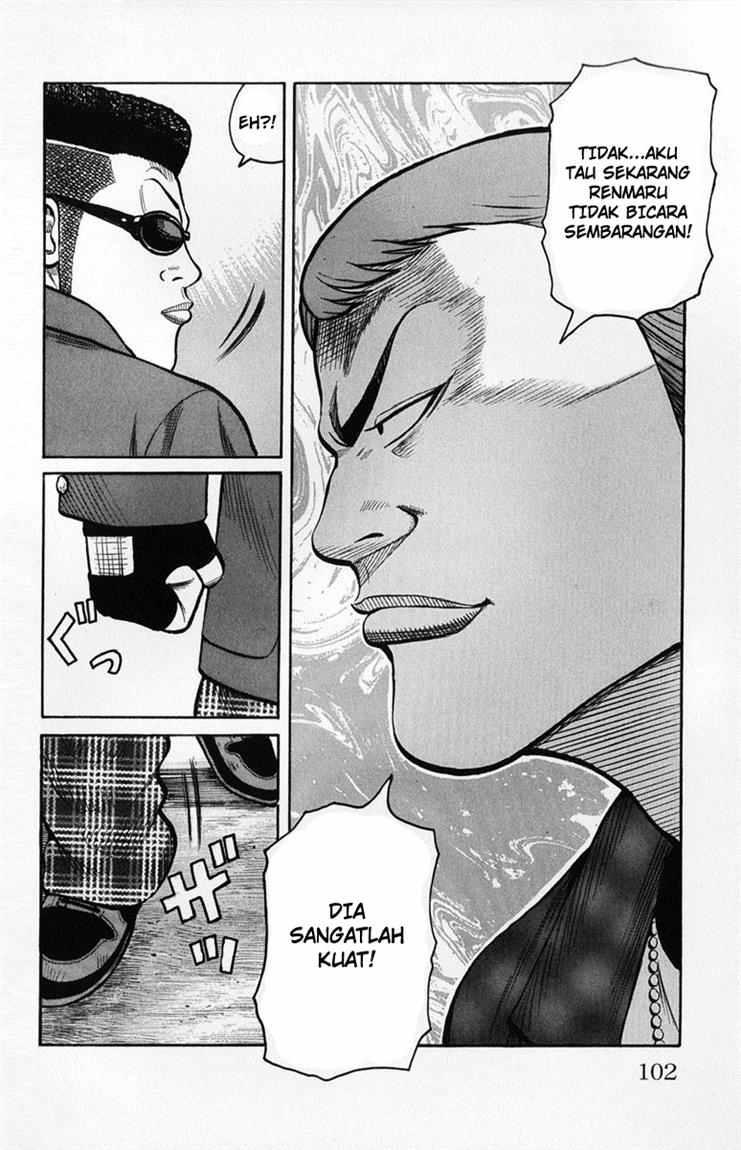 TIDAK...AKU
TAU SEKARANG
RENMARU
TIDAK BICARA
SEMBARANGAN!
DIA
SANGATLAH
KUAT!
EH?!
ぐっ
ザッ
102